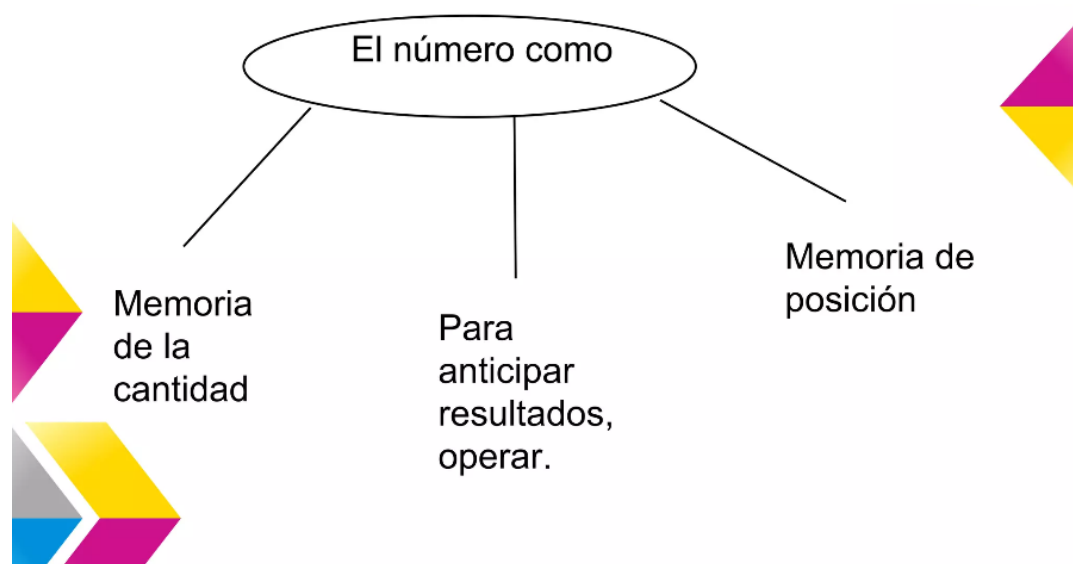 El número como
Memoria
de la
cantidad
Para
anticipar
resultados,
operar.
Memoria de
posición